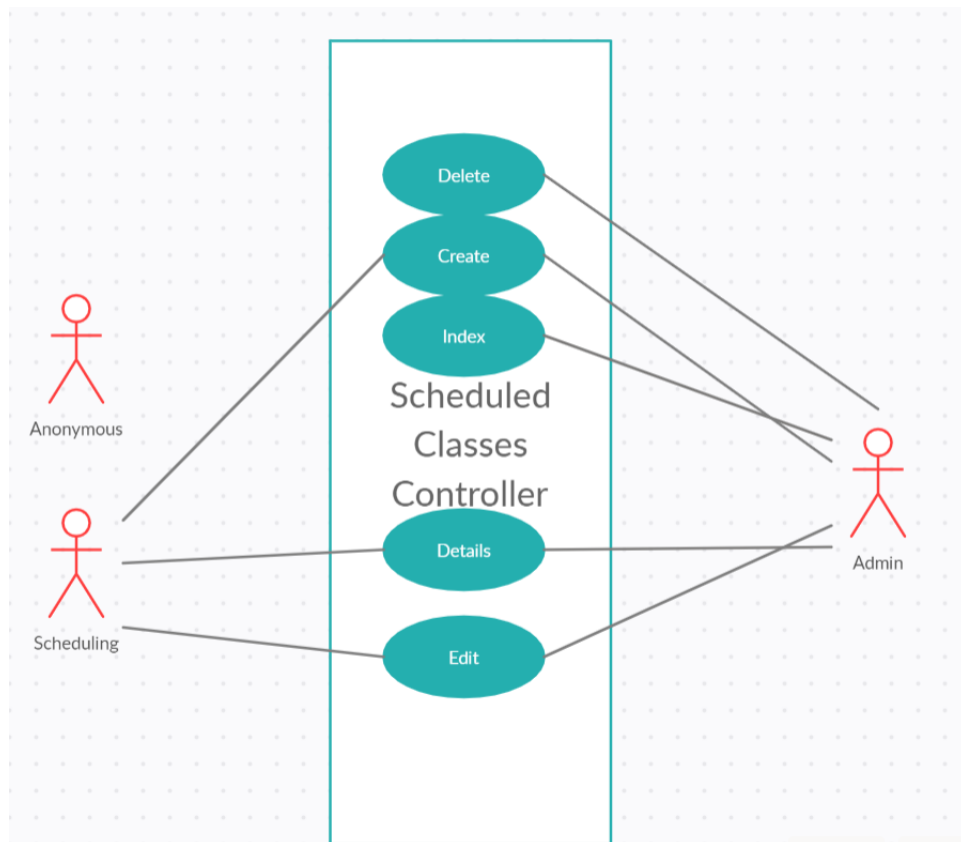 Delete
Create
Index
Scheduled
Classes
Controller
Details
Edit
Anonymous
Scheduling
Admin